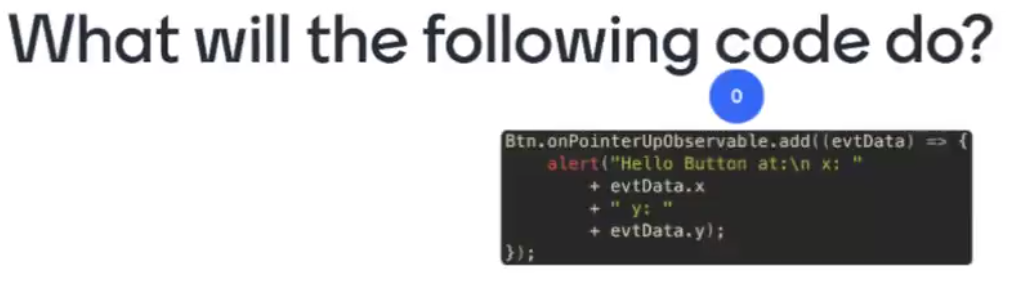 What will the following code do?
0
Btn.onPointerUpObservable.add((evtData) => {
    alert("Hello Button at:\n x: "
        + evtData.x
        + " y: "
        + evtData.y);
});